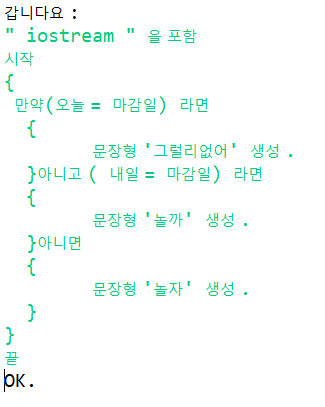 갑니다요 :
" iostream " 을 포함
시작
{
만약(오늘 = 마감일) 라면
{
문장형 '그럴리없어' 생성 .
}아니고 ( 내일 = 마감일) 라면
{
문장형 '놀까' 생성 .
}아니면
{
문장형 '놀자' 생성 .
}
}
끝
OK.